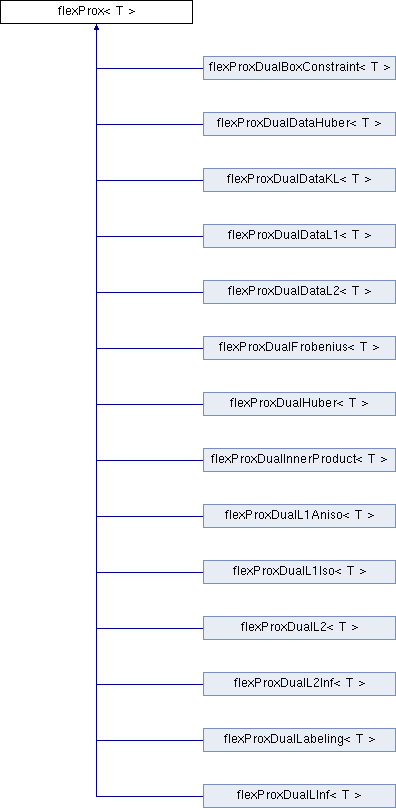 flexProx< T >
flexProxDualBoxConstraint< T >
flexProxDualDataHuber< T >
flexProxDualDataKL< T >
flexProxDualDataL1< T >
flexProxDualDataL2< T >
flexProxDualFrobenius< T >
flexProxDualHuber< T >
flexProxDualInnerProduct< T >
flexProxDualL1Aniso< T >
flexProxDualL1Iso< T >
flexProxDualL2< T >
flexProxDualL2Inf< T >
flexProxDualLabeling< T >
flexProxDualLInf< T >